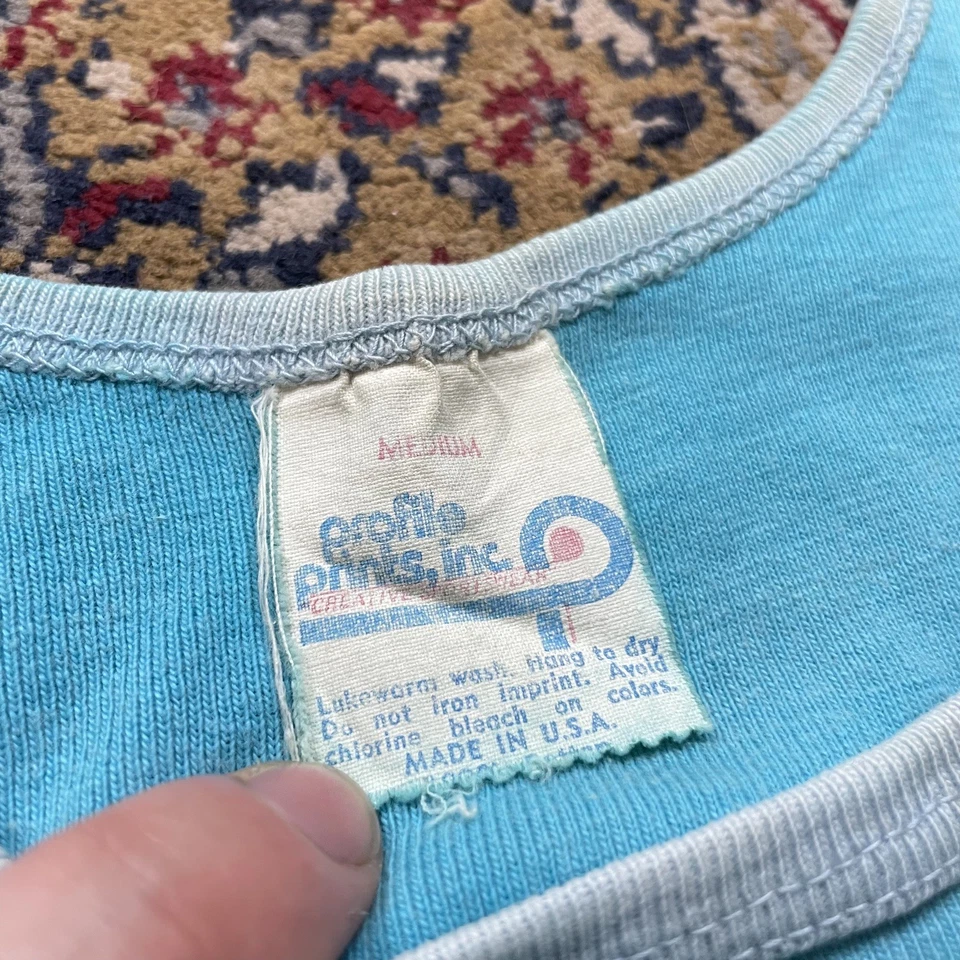 MEDIUM
profile
prints, inc.
CREATIVE
Lukewarm wash. Hang to dry
Do not iron imprint. Avoid
chlorine bleach on colors.
MADE IN U.S.A.